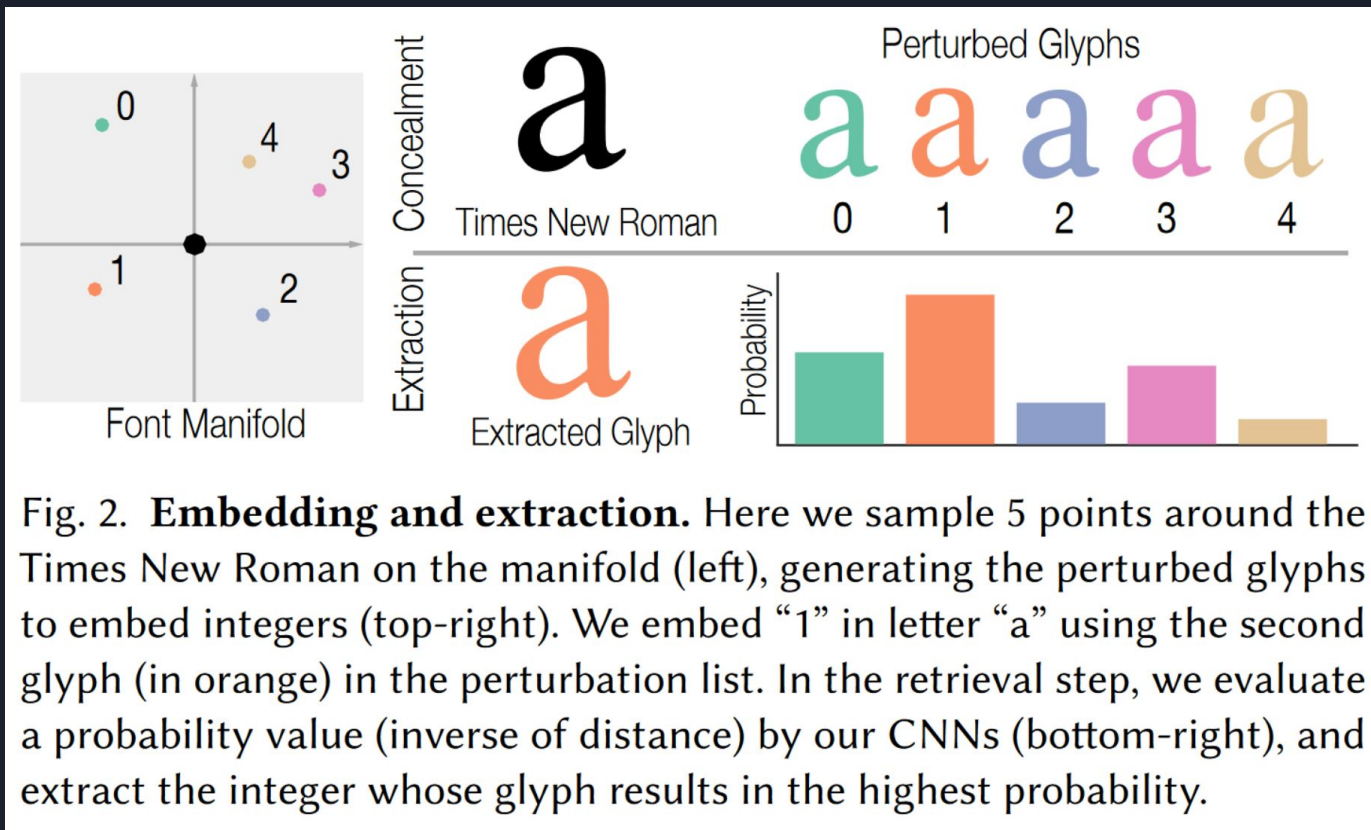 0
4
3
1
2
Font Manifold
Concealment
a
Times New Roman
Perturbed Glyphs
a a a a a
0 1 2 3 4
Extraction
a
Extracted Glyph
Probability
Fig. 2. Embedding and extraction. Here we sample 5 points around the
Times New Roman on the manifold (left), generating the perturbed glyphs
to embed integers (top-right). We embed “1” in letter “a” using the second
glyph (in orange) in the perturbation list. In the retrieval step, we evaluate
a probability value (inverse of distance) by our CNNs (bottom-right), and
extract the integer whose glyph results in the highest probability.